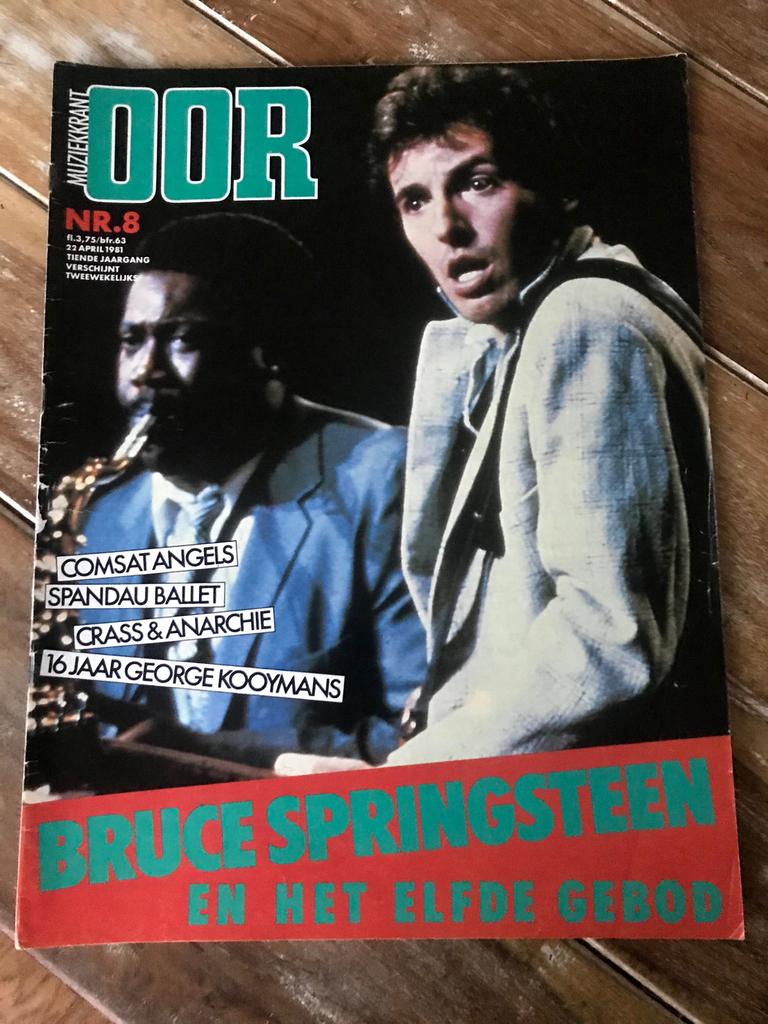 MUZIEKKRANT
OOR
NR.8
fl.3,75/bfr.63
22 APRIL 1981
TIENDE JAARGANG
VERSCHIJNT
TWEEWEKELIJKS
COMSAT ANGELS
SPANDAU BALLET
CRASS & ANARCHIE
16 JAAR GEORGE KOOYMANS
BRUCE SPRINGSTEEN
EN HET ELFDE GEBOD